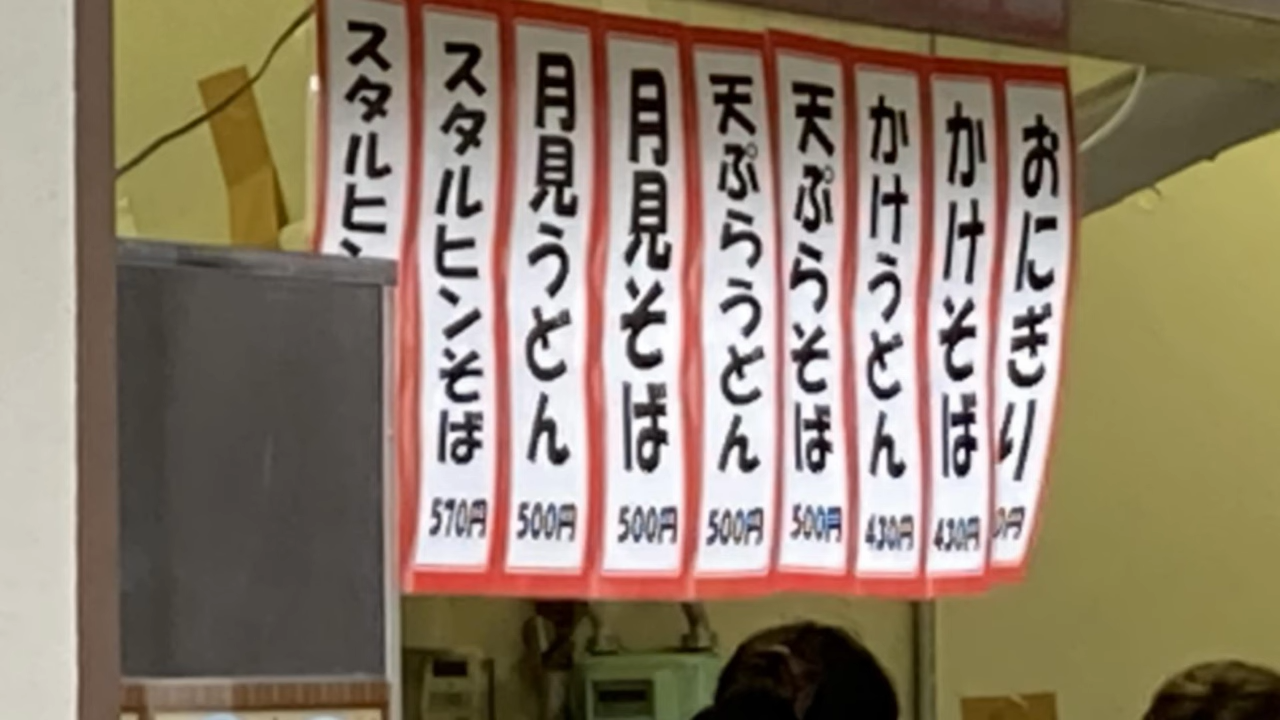 おにぎり
0円
かけそば
430円
かけうどん
430円
天ぷらそば
500円
天ぷらうどん
500円
月見そば
500円
月見うどん
500円
スタルヒンそば
570円
スタルヒン